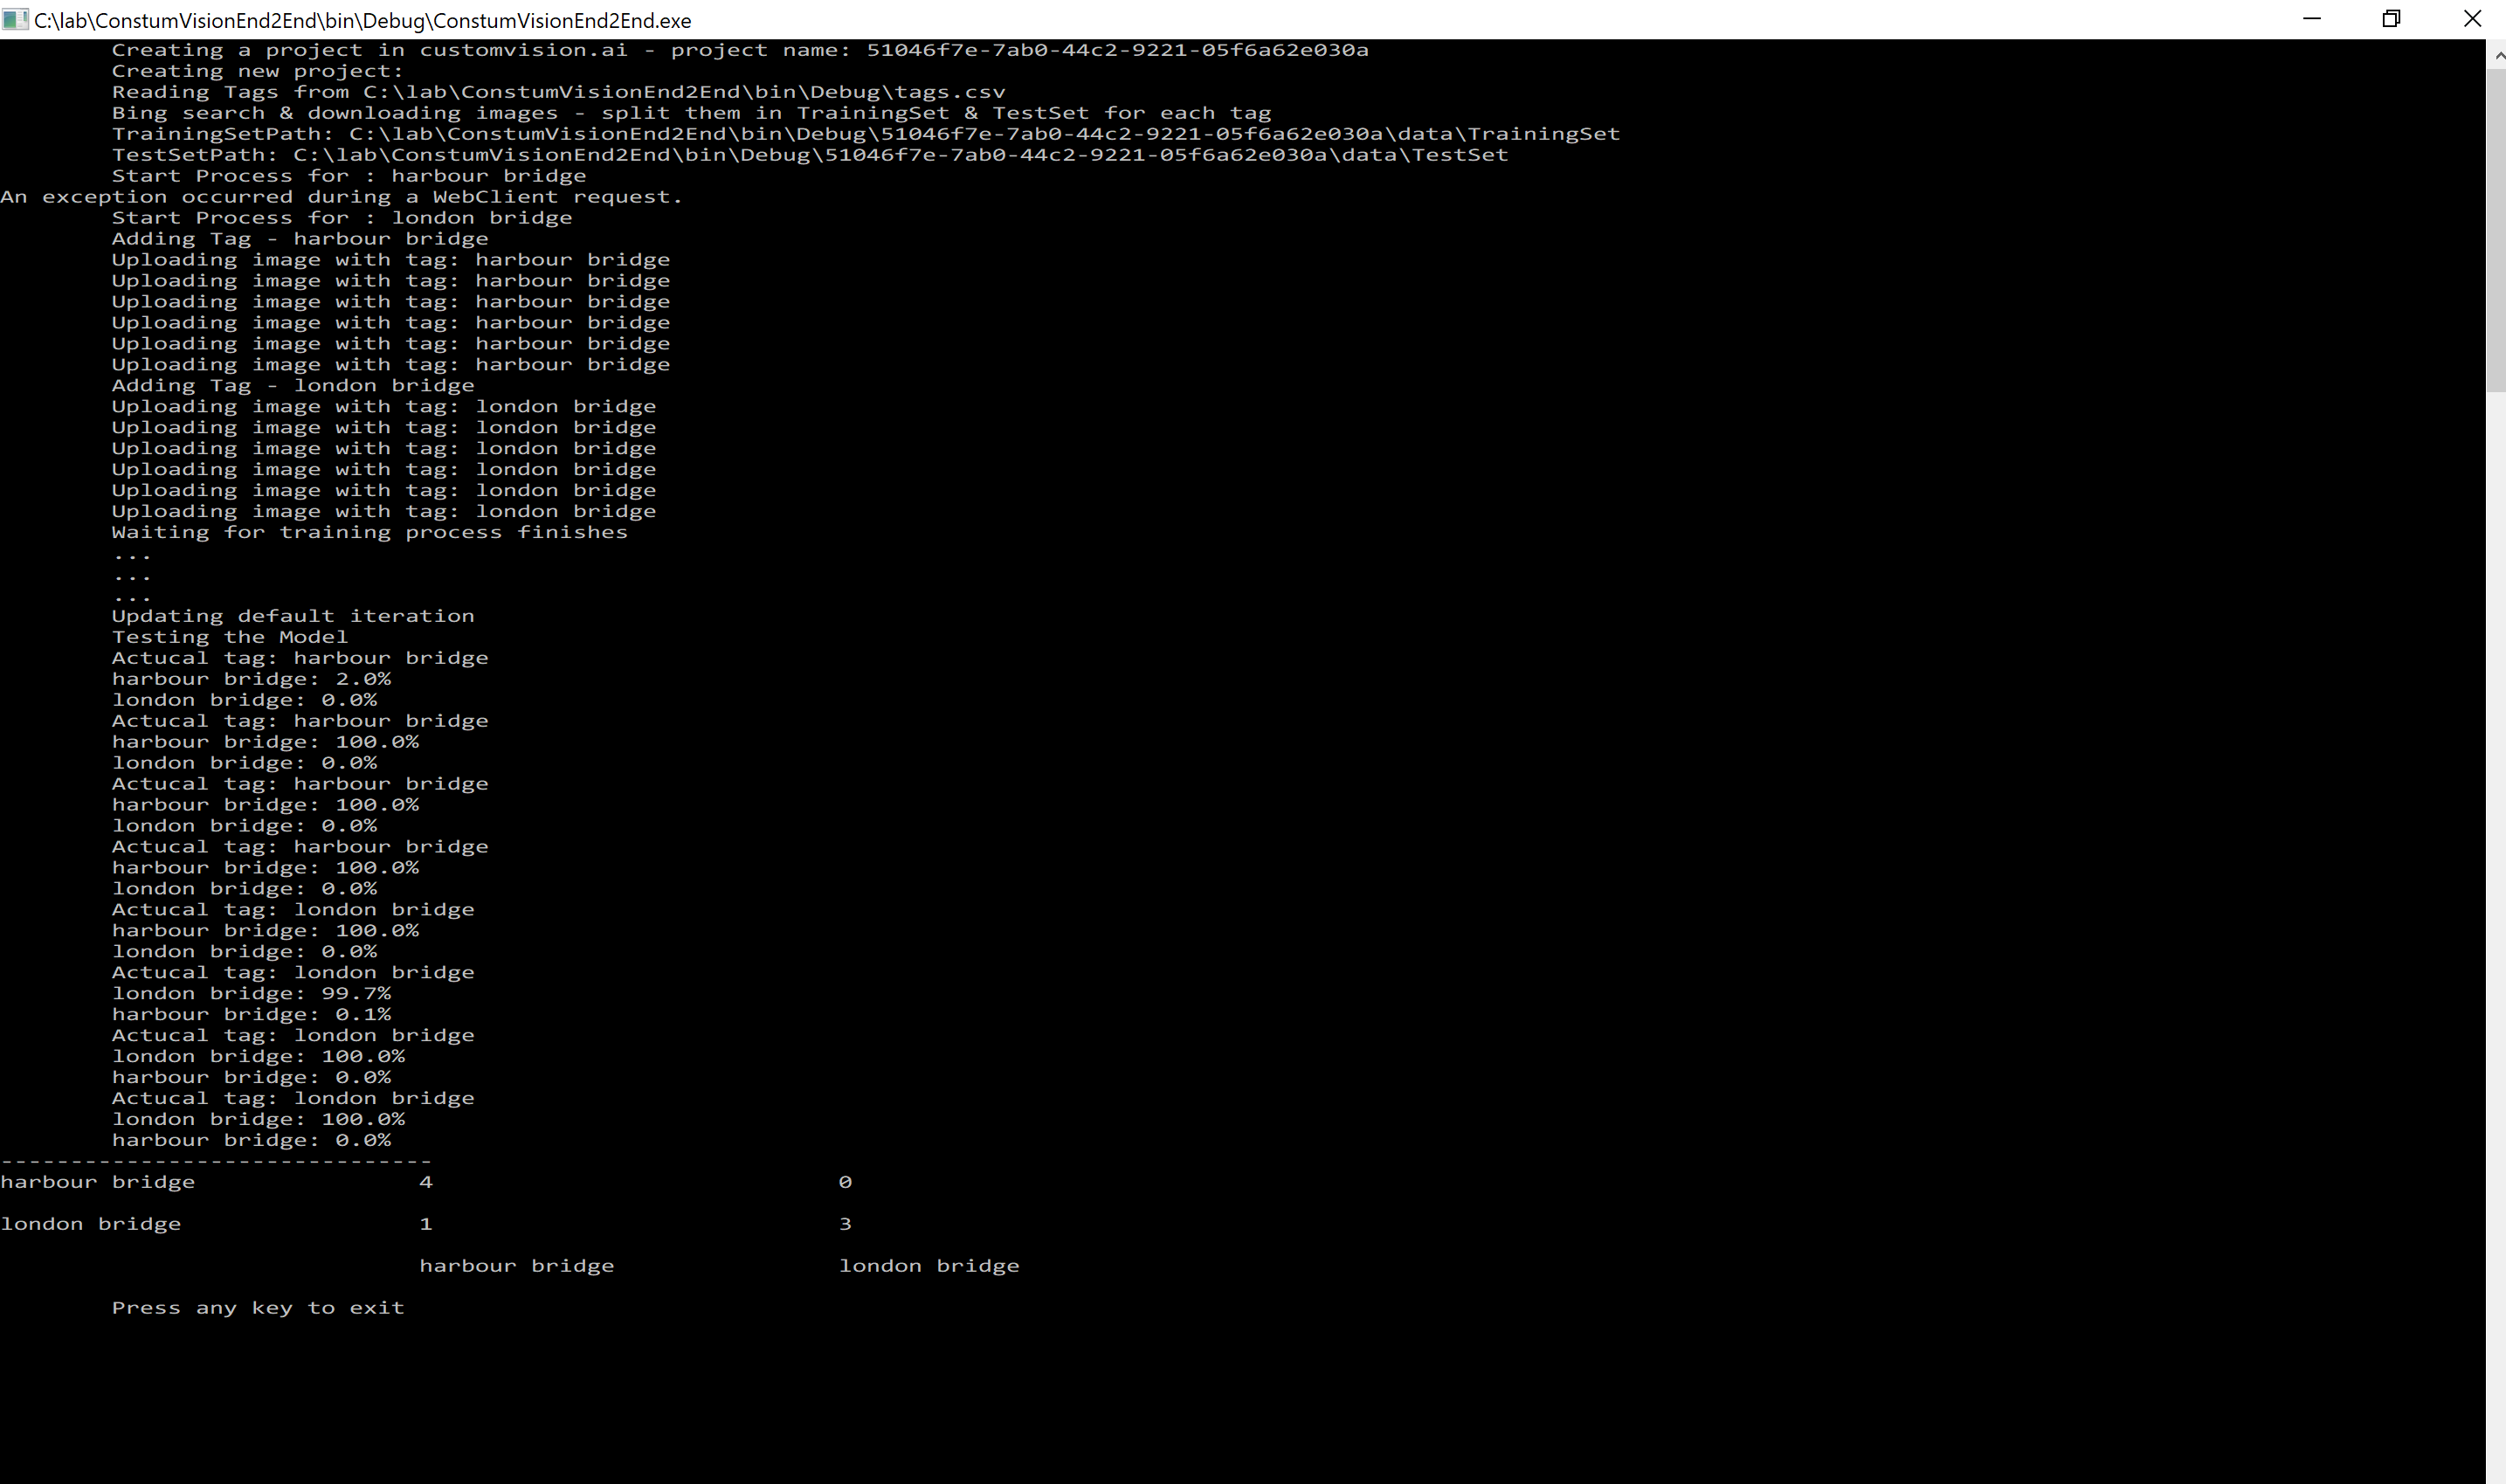 C:\lab\ConstumVisionEnd2End\bin\Debug\ConstumVisionEnd2End.exe
Creating a project in customvision.ai - project name: 51046f7e-7ab0-44c2-9221-05f6a62e030a
Creating new project:
Reading Tags from C:\lab\ConstumVisionEnd2End\bin\Debug\tags.csv
Bing search & downloading images - split them in TrainingSet & TestSet for each tag
TrainingSetPath: C:\lab\ConstumVisionEnd2End\bin\Debug\51046f7e-7ab0-44c2-9221-05f6a62e030a\data\TrainingSet
TestSetPath: C:\lab\ConstumVisionEnd2End\bin\Debug\51046f7e-7ab0-44c2-9221-05f6a62e030a\data\TestSet
Start Process for : harbour bridge
An exception occurred during a WebClient request.
Start Process for : london bridge
Adding Tag - harbour bridge
Uploading image with tag: harbour bridge
Uploading image with tag: harbour bridge
Uploading image with tag: harbour bridge
Uploading image with tag: harbour bridge
Uploading image with tag: harbour bridge
Uploading image with tag: harbour bridge
Adding Tag - london bridge
Uploading image with tag: london bridge
Uploading image with tag: london bridge
Uploading image with tag: london bridge
Uploading image with tag: london bridge
Uploading image with tag: london bridge
Uploading image with tag: london bridge
Waiting for training process finishes
...
...
...
Updating default iteration
Testing the Model
Actucal tag: harbour bridge
harbour bridge: 2.0%
london bridge: 0.0%
Actucal tag: harbour bridge
harbour bridge: 100.0%
london bridge: 0.0%
Actucal tag: harbour bridge
harbour bridge: 100.0%
london bridge: 0.0%
Actucal tag: harbour bridge
harbour bridge: 100.0%
london bridge: 0.0%
Actucal tag: london bridge
harbour bridge: 100.0%
london bridge: 0.0%
Actucal tag: london bridge
london bridge: 99.7%
harbour bridge: 0.1%
Actucal tag: london bridge
london bridge: 100.0%
harbour bridge: 0.0%
Actucal tag: london bridge
london bridge: 100.0%
harbour bridge: 0.0%
-------------------------------
harbour bridge 4 0
london bridge 1 3
harbour bridge london bridge
Press any key to exit